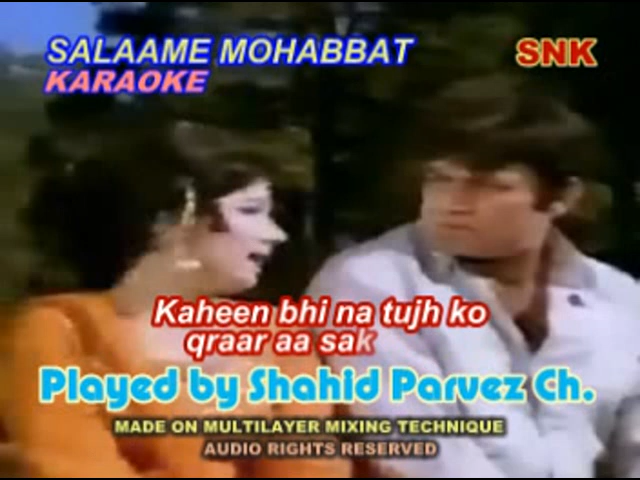 SALAAME MOHABBAT
SNK
KARAOKE
Kaheen bhi na tujh ko
qraar aa sak
Played by Shahid Parvez Ch.
MADE ON MULTILAYER MIXING TECHNIQUE
AUDIO RIGHTS RESERVED